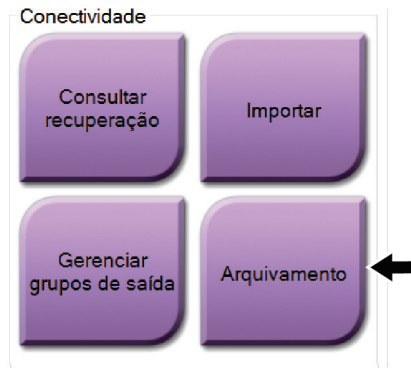 Conectividade
Consultar
recuperação
Importar
Gerenciar
grupos de saída
Arquivamento